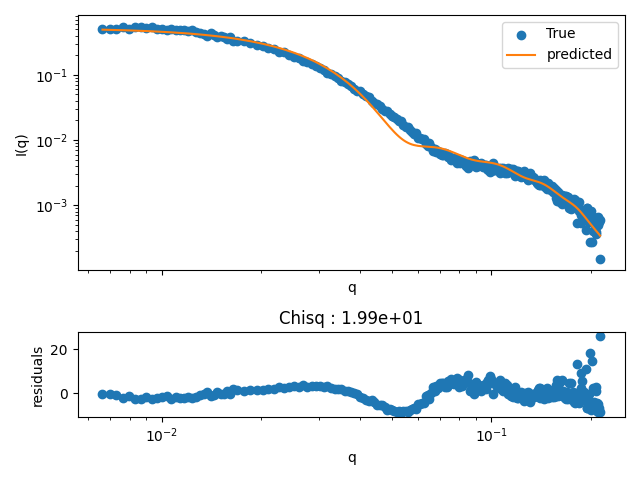 True
predicted
I(q)
10⁻¹
10⁻²
10⁻³
q
Chisq : 1.99e+01
residuals
20
0
10⁻²
10⁻¹
q